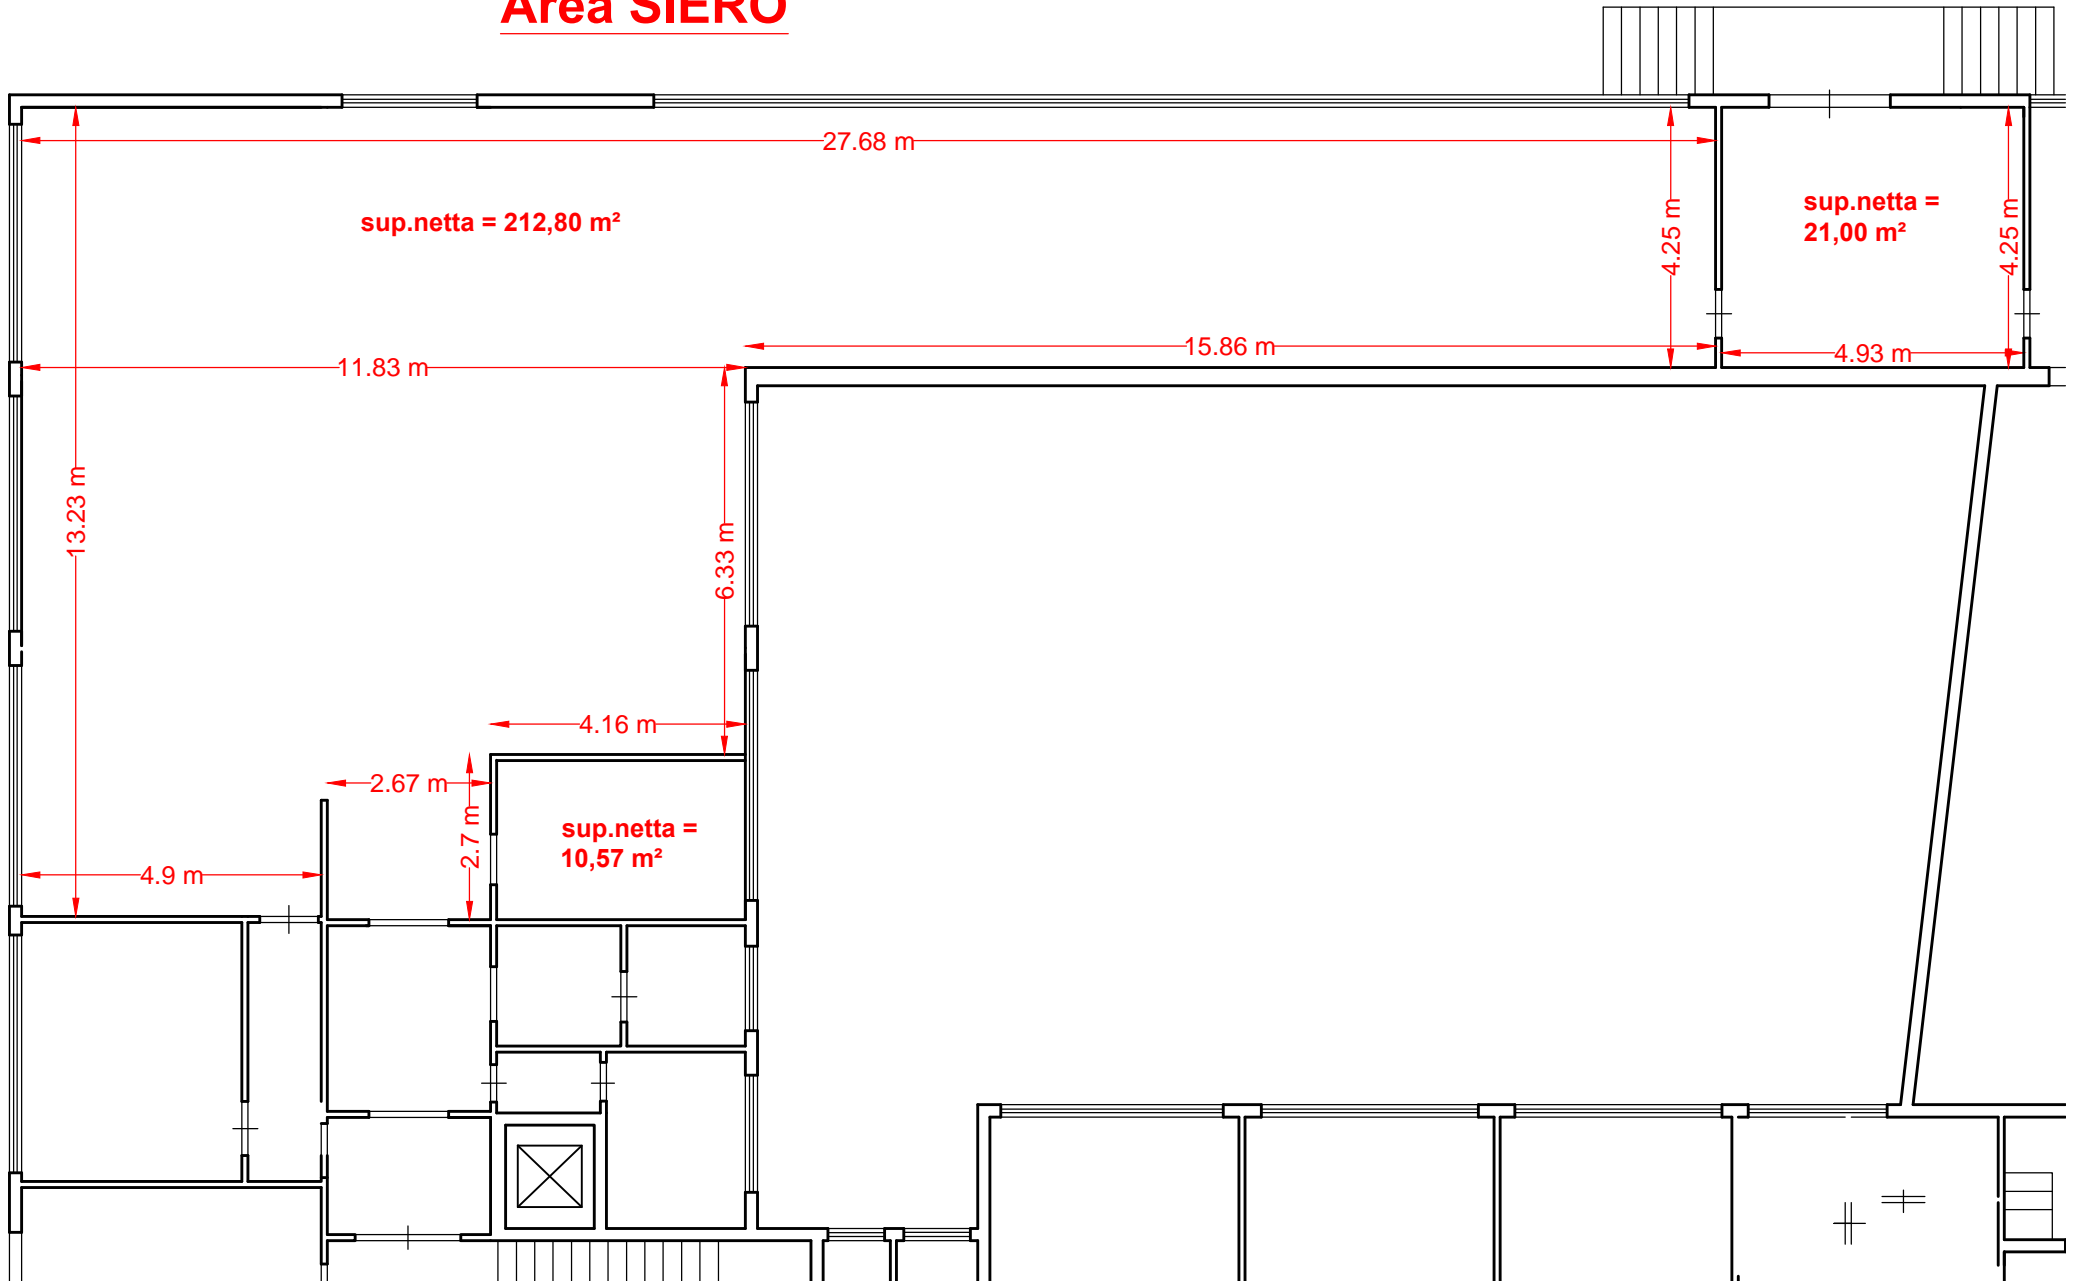 Area SIERO
27.68 m
sup.netta = 212,80 m²
4.25 m
sup.netta =
21,00 m²
4.25 m
15.86 m
4.93 m
11.83 m
13.23 m
6.33 m
4.16 m
2.67 m
2.7 m
sup.netta =
10,57 m²
4.9 m